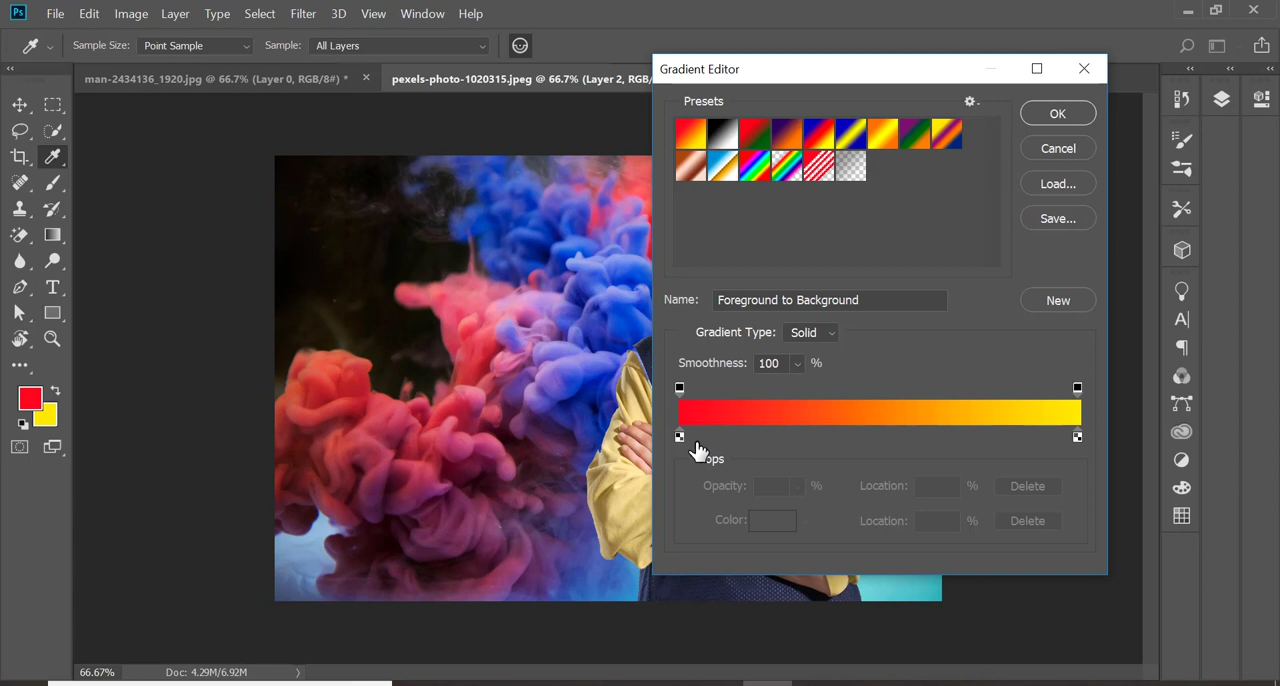 Ps File Edit Image Layer Type Select Filter 3D View Window Help
Sample Size: Point Sample Sample: All Layers
man-2434136_1920.jpg @ 66.7% (Layer 0, RGB/8#) *
pexels-photo-1020315.jpeg @ 66.7% (Layer 2, RGB/
Gradient Editor
Presets
OK
Cancel
Load...
Save...
Name: Foreground to Background
New
Gradient Type: Solid
Smoothness: 100 %
Opacity: %
Location: %
Delete
Color:
Location: %
Delete
T
A|
66.67% Doc: 4.29M/6.92M